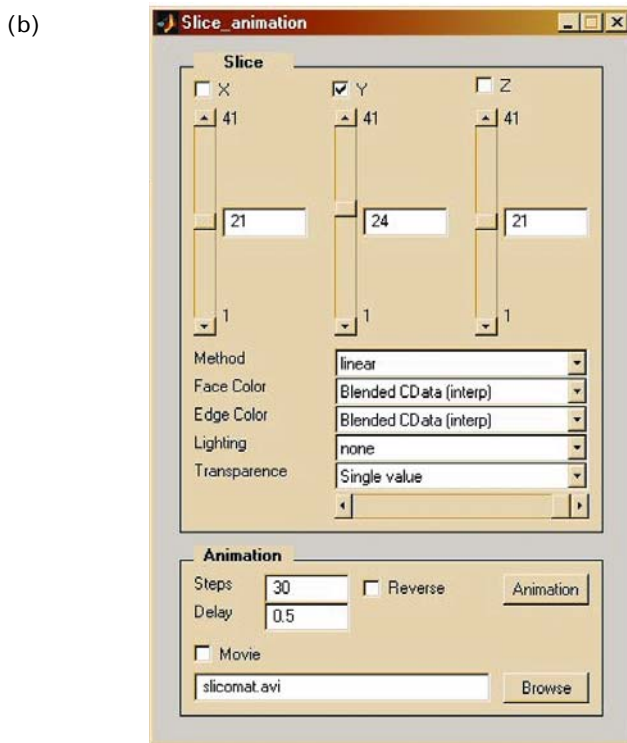 (b)
Slice_animation
Slice
X Y Z
41 41 41
21 24 21
1 1 1
Method linear
Face Color Blended CData (interp)
Edge Color Blended CData (interp)
Lighting none
Transparence Single value
Animation
Steps 30 Reverse Animation
Delay 0.5
Movie
slicomat.avi Browse